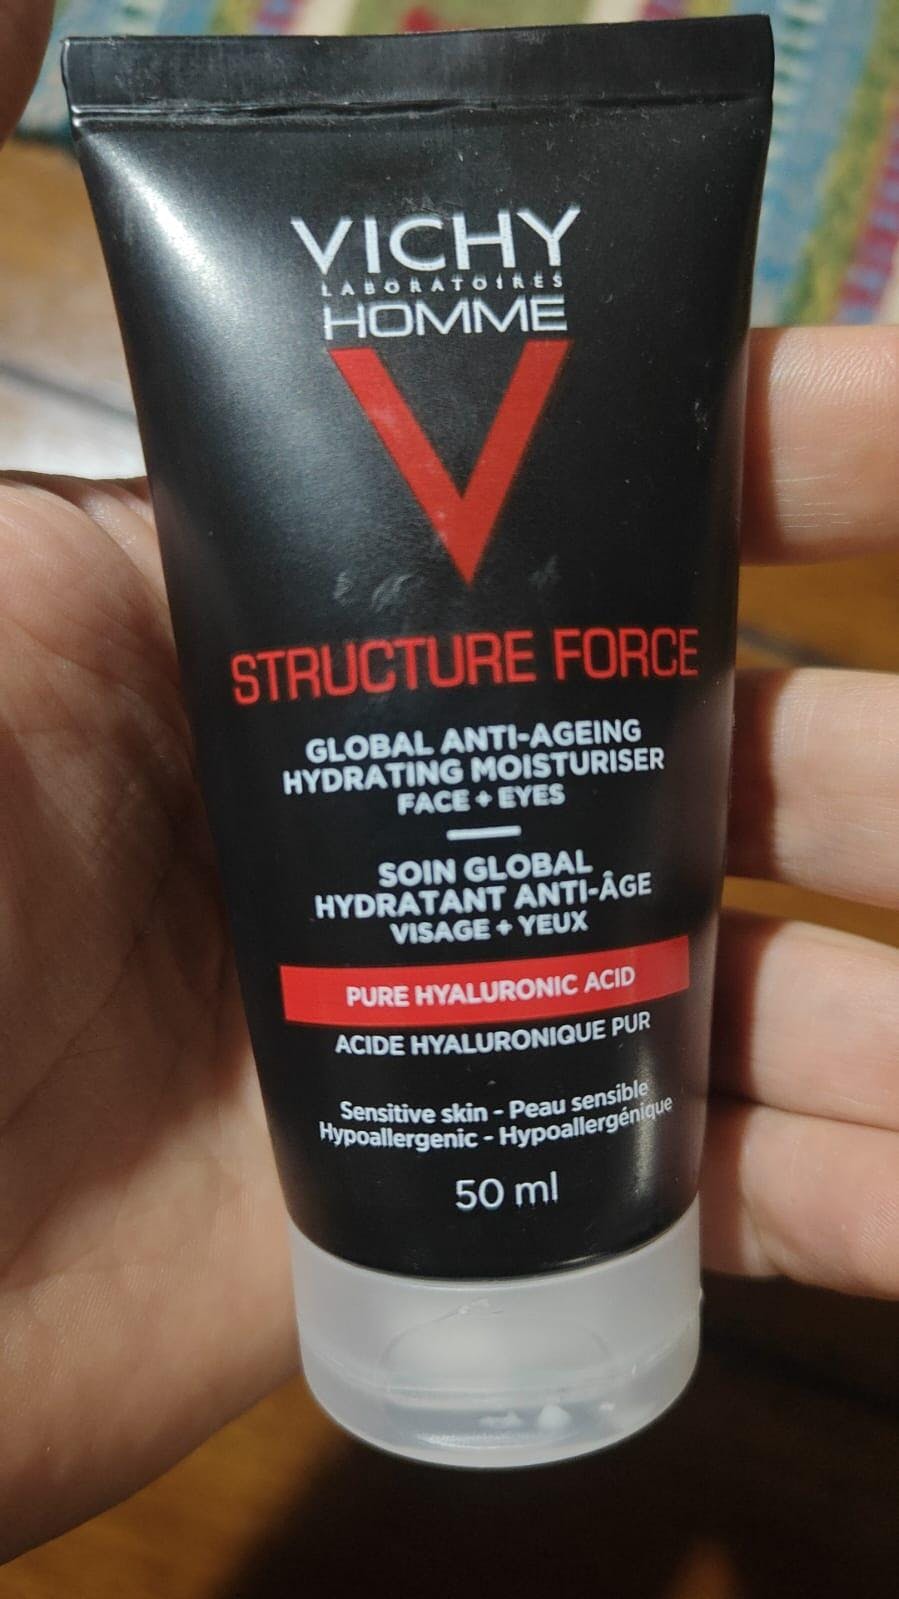 VICHY
LABORATOIRES
HOMME
STRUCTURE FORCE
GLOBAL ANTI-AGEING
HYDRATING MOISTURISER
FACE + EYES
SOIN GLOBAL
HYDRATANT ANTI-ÂGE
VISAGE + YEUX
PURE HYALURONIC ACID
ACIDE HYALURONIQUE PUR
Sensitive skin - Peau sensible
Hypoallergenic - Hypoallergénique
50 ml